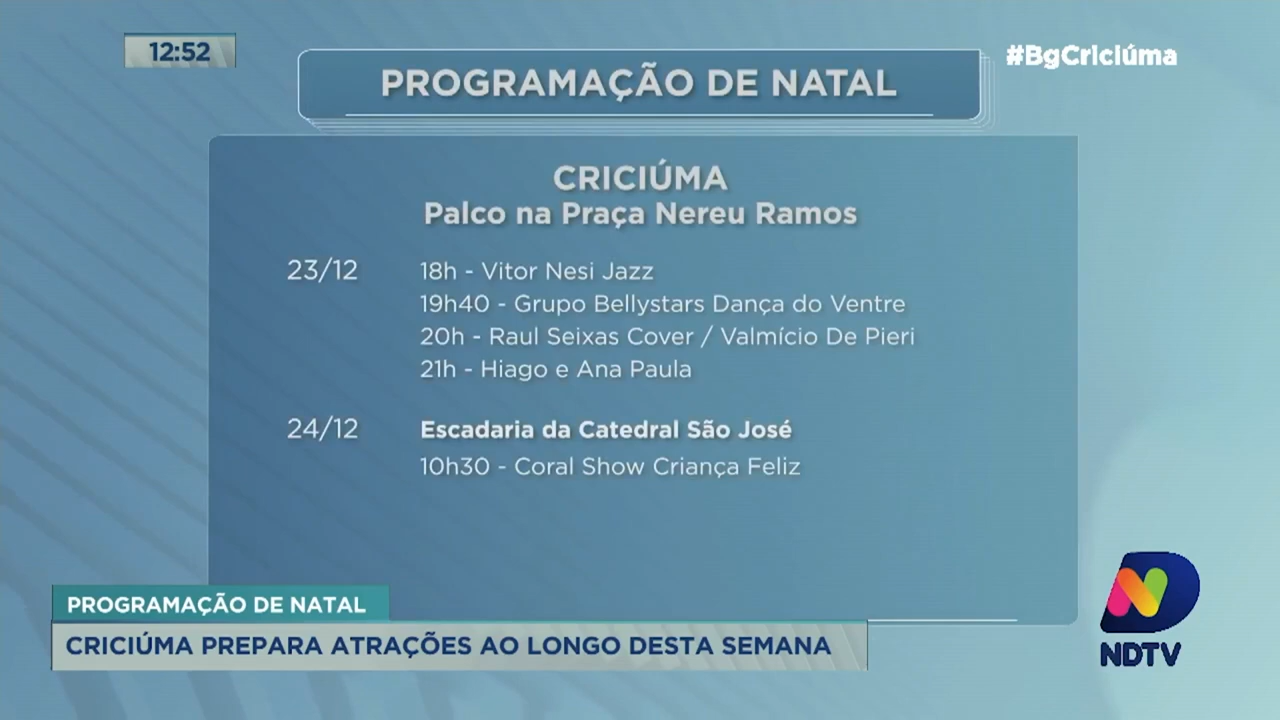 12:52
#BgCriciúma
PROGRAMAÇÃO DE NATAL
CRICIÚMA
Palco na Praça Nereu Ramos
23/12
18h - Vitor Nesi Jazz
19h40 - Grupo Bellystars Dança do Ventre
20h - Raul Seixas Cover / Valmício De Pieri
21h - Hiago e Ana Paula
24/12
Escadaria da Catedral São José
10h30 - Coral Show Criança Feliz
PROGRAMAÇÃO DE NATAL
CRICIÚMA PREPARA ATRAÇÕES AO LONGO DESTA SEMANA
NDTV